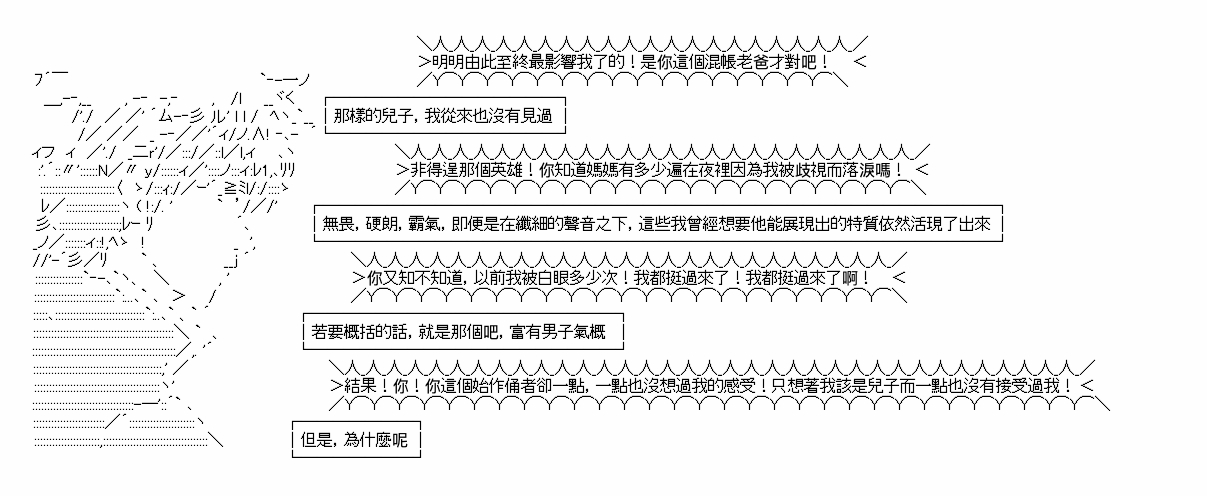 明明由此至終最影響我了的！是你這個混帳老爸才對吧！
那樣的兒子，我從來也沒有見過
非得逞那個英雄！你知道媽媽有多少遍在夜裡因為我被歧視而落淚嗎！
無畏，硬朗，霸氣，即便是在纖細的聲音之下，這些我曾經想要他能展現出的特質依然活現了出來
你又知不知道，以前我被白眼多少次！我都挺過來了！我都挺過來了啊！
若要概括的話，就是那個吧，富有男子氣概
結果！你！你這個始作俑者卻一點，一點也沒想過我的感受！只想著我該是兒子而一點也沒有接受過我！
但是，為什麼呢